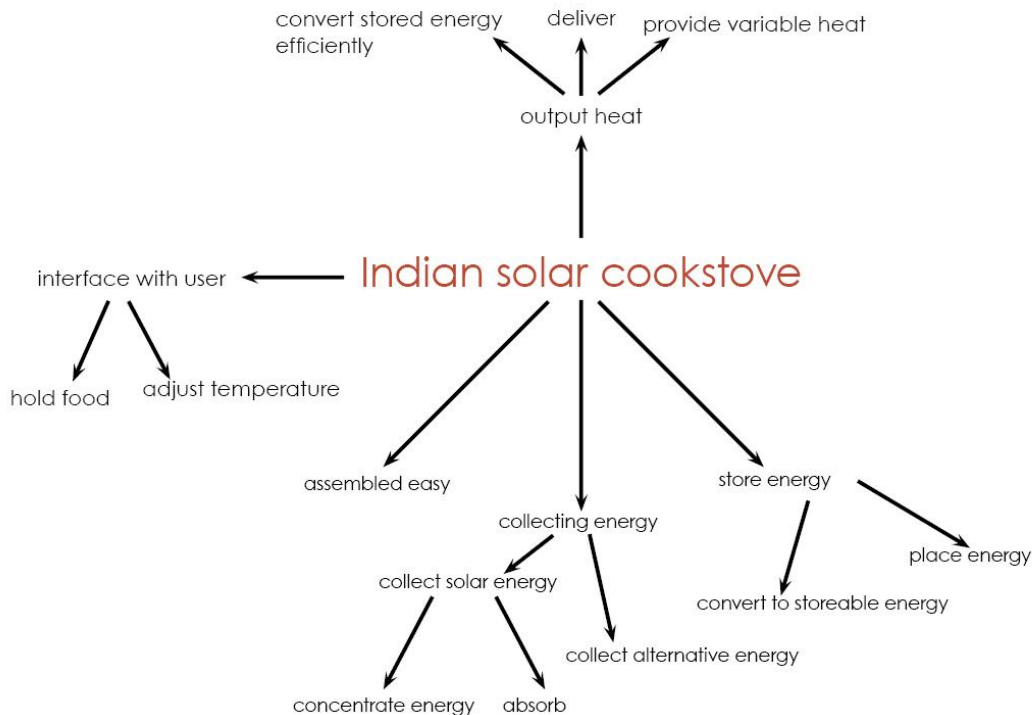 convert stored energy
efficiently
deliver
provide variable heat
output heat
Indian solar cookstove
interface with user
hold food
adjust temperature
assembled easy
collecting energy
store energy
collect solar energy
place energy
convert to storeable energy
collect alternative energy
concentrate energy
absorb